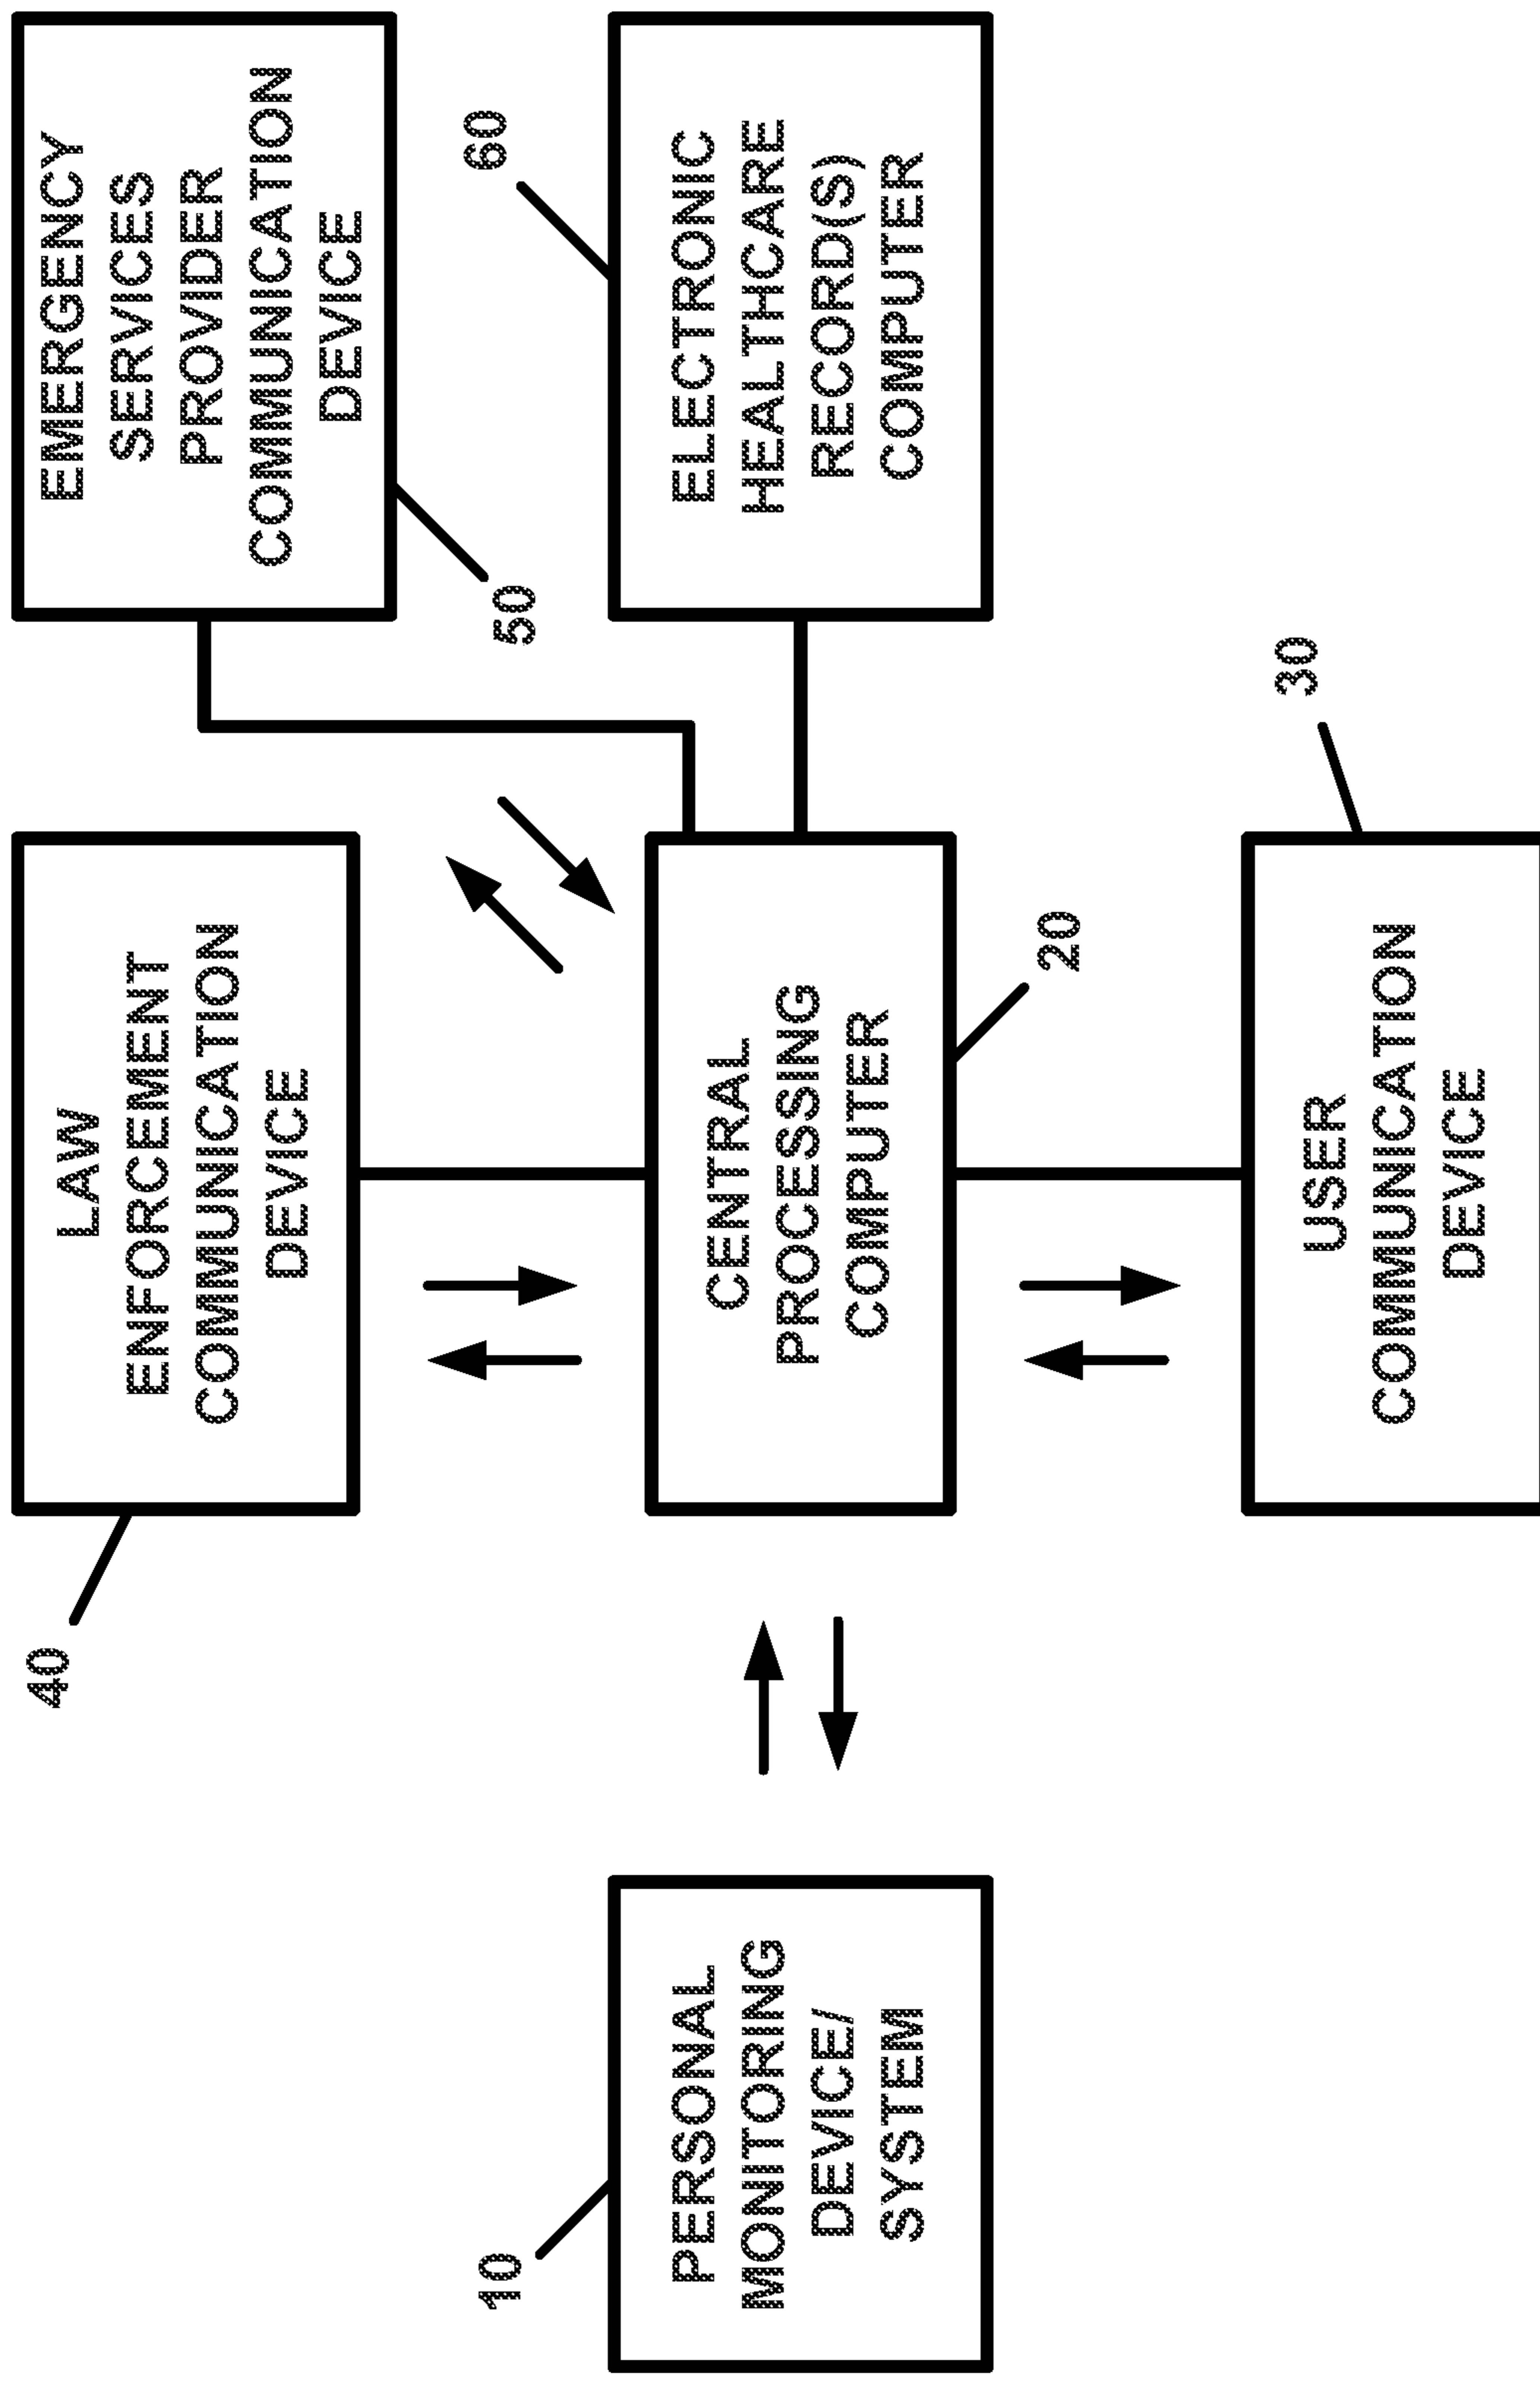 40
LAW
ENFORCEMENT
COMMUNICATION
DEVICE
EMERGENCY
SERVICES
PROVIDER
COMMUNICATION
DEVICE
50
60
10
PERSONAL
MONITORING
DEVICE/
SYSTEM
CENTRAL
PROCESSING
COMPUTER
20
ELECTRONIC
HEALTHCARE
RECORD(S)
COMPUTER
30
USER
COMMUNICATION
DEVICE